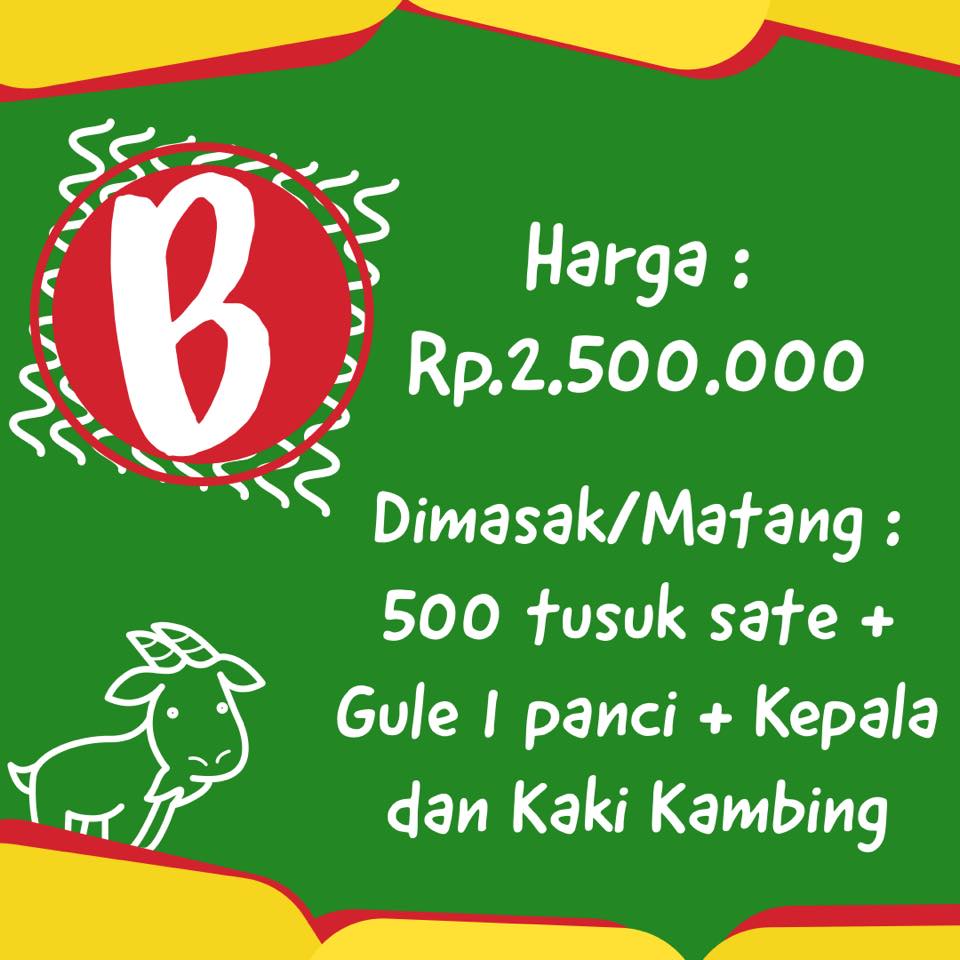 B
Harga :
Rp.2.500.000
Dimasak/Matang :
500 tusuk sate +
Gule 1 panci + Kepala
dan Kaki Kambing